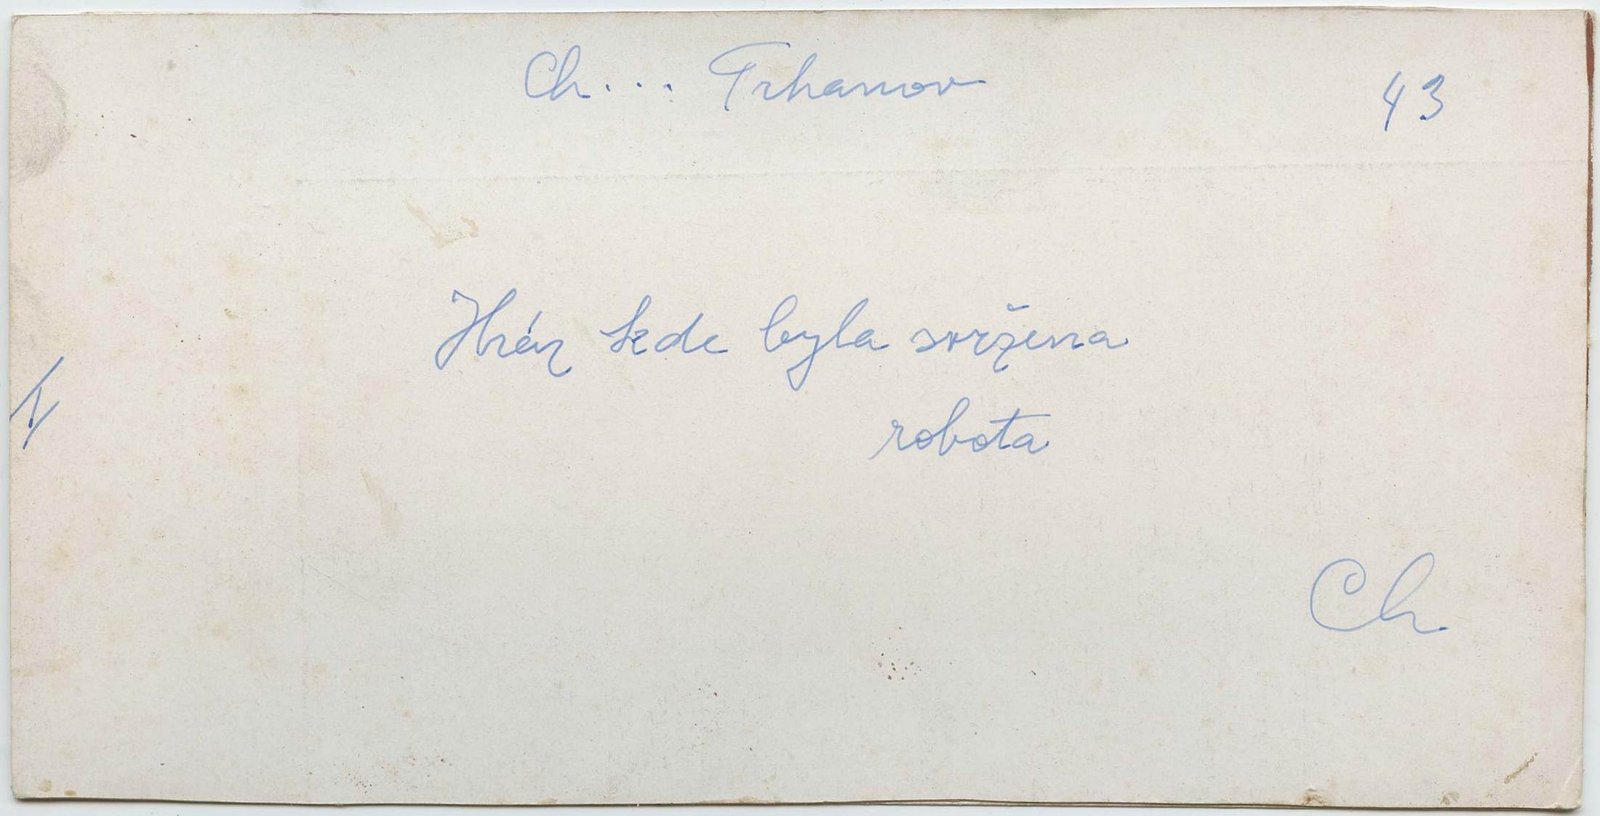 Ch... Trhanov
43
Hráz kde byla svržena
robota
Ch